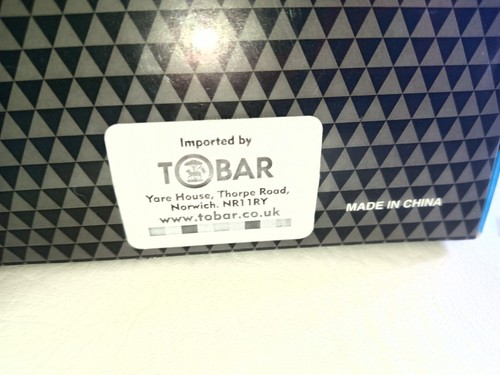 Imported by
TOBAR
Yare House, Thorpe Road,
Norwich. NR11RY
www.tobar.co.uk
MADE IN CHINA